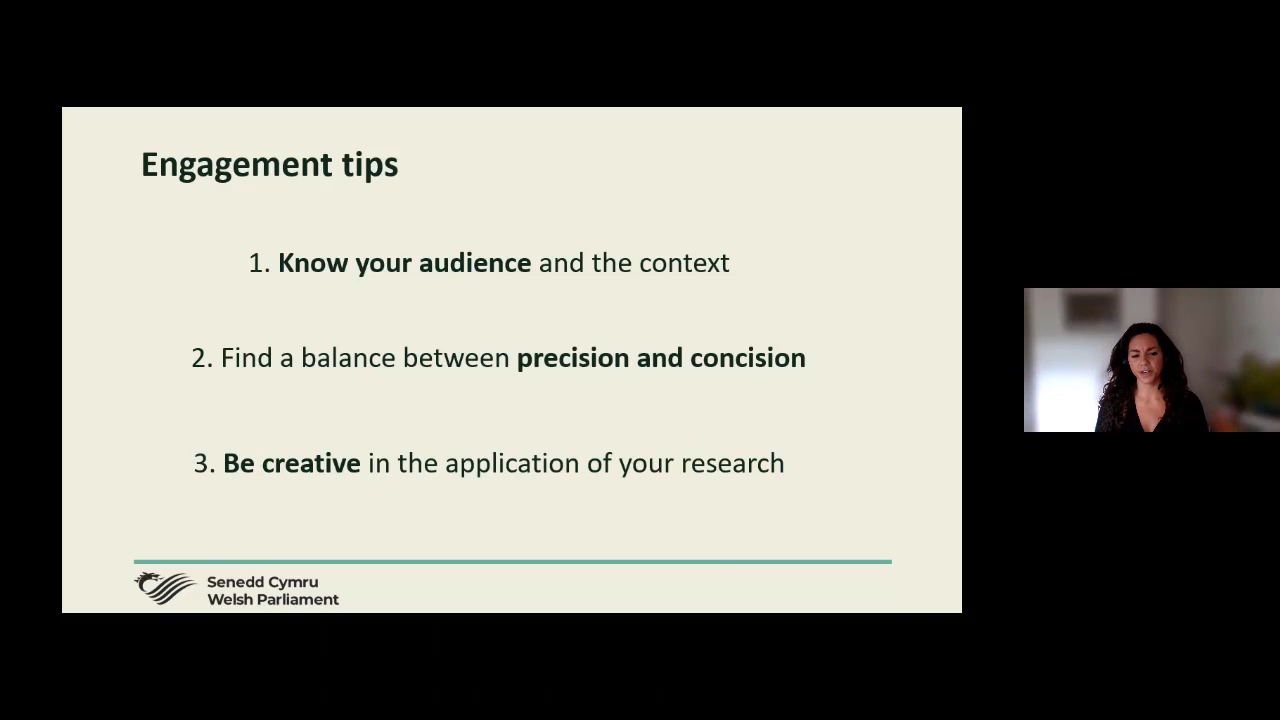 Engagement tips
1. Know your audience and the context
2. Find a balance between precision and concision
3. Be creative in the application of your research
Senedd Cymru
Welsh Parliament